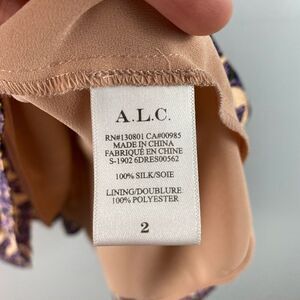 A.L.C.
RN#130801 CA#00985
MADE IN CHINA
FABRIQUÉ EN CHINE
S-1902 6DRES00562
100% SILK/SOIE
LINING/DOUBLURE
100% POLYESTER
2